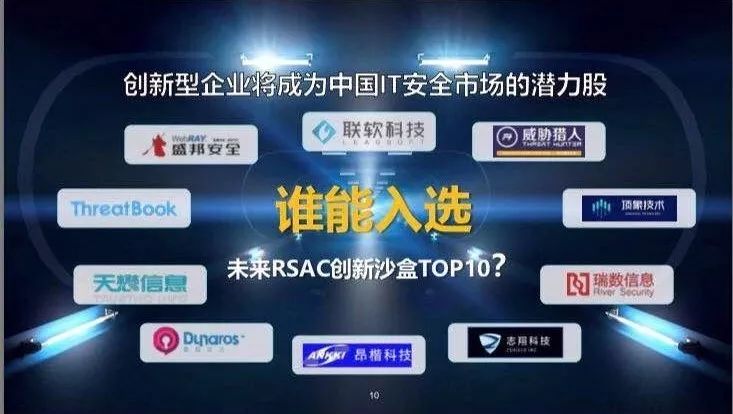 创新型企业将成为中国IT安全市场的潜力股
WebRAY
盛邦安全
联软科技
LEAGSOFT
威胁猎人
THREAT HUNTER
ThreatBook
谁能入选
顶象技术
未来RSAC创新沙盒TOP10?
天懋信息
瑞数信息
River Security
Dynaros
ANKKI 昂楷科技
志翔科技
10